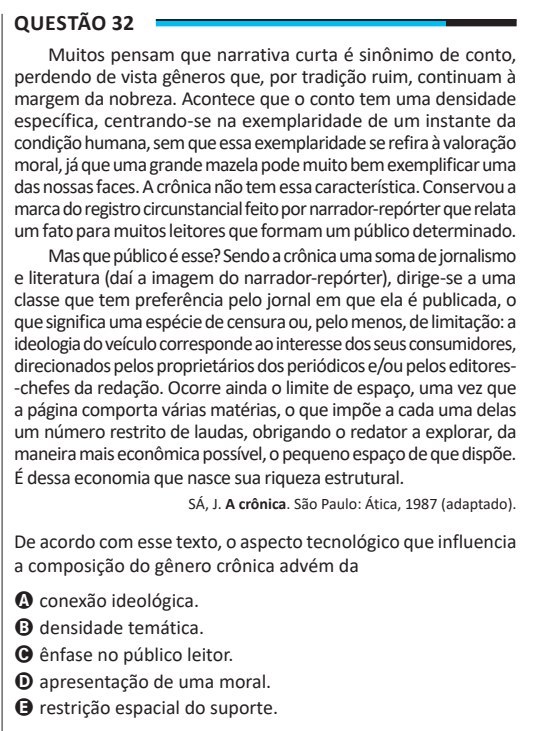 QUESTÃO 32
Muitos pensam que narrativa curta é sinônimo de conto,
perdendo de vista gêneros que, por tradição ruim, continuam à
margem da nobreza. Acontece que o conto tem uma densidade
específica, centrando-se na exemplaridade de um instante da
condição humana, sem que essa exemplaridade se refira à valoração
moral, já que uma grande mazela pode muito bem exemplificar uma
das nossas faces. A crônica não tem essa característica. Conservou a
marca do registro circunstancial feito por narrador-repórter que relata
um fato para muitos leitores que formam um público determinado.
Mas que público é esse? Sendo a crônica uma soma de jornalismo
e literatura (daí a imagem do narrador-repórter), dirige-se a uma
classe que tem preferência pelo jornal em que ela é publicada, o
que significa uma espécie de censura ou, pelo menos, de limitação: a
ideologia do veículo corresponde ao interesse dos seus consumidores,
direcionados pelos proprietários dos periódicos e/ou pelos editores-
-chefes da redação. Ocorre ainda o limite de espaço, uma vez que
a página comporta várias matérias, o que impõe a cada uma delas
um número restrito de laudas, obrigando o redator a explorar, da
maneira mais econômica possível, o pequeno espaço de que dispõe.
É dessa economia que nasce sua riqueza estrutural.
SÁ, J. A crônica. São Paulo: Ática, 1987 (adaptado).
De acordo com esse texto, o aspecto tecnológico que influencia
a composição do gênero crônica advém da
A conexão ideológica.
B densidade temática.
C ênfase no público leitor.
D apresentação de uma moral.
E restrição espacial do suporte.